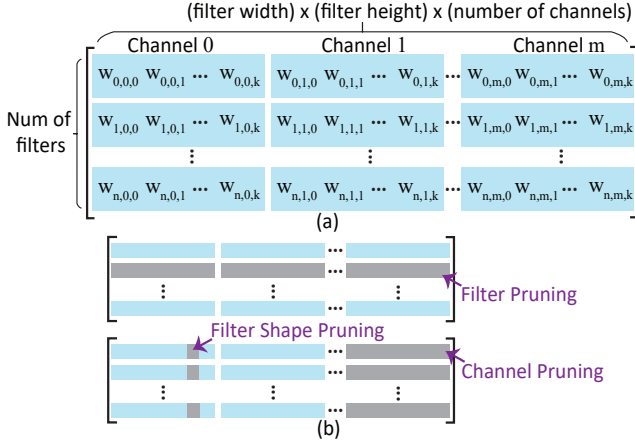 (filter width) x (filter height) x (number of channels)
Channel 0 Channel 1 Channel m
W0,0,0 W0,0,1 ••• W0,0,k W0,1,0 W0,1,1 ••• W0,1,k ••• W0,m,0 W0,m,1 ••• W0,m,k
Num of
filters
W1,0,0 W1,0,1 ••• W1,0,k W1,1,0 W1,1,1 ••• W1,1,k ••• W1,m,0 W1,m,1 ••• W1,m,k
Wn,0,0 Wn,0,1 ••• Wn,0,k Wn,1,0 Wn,1,1 ••• Wn,1,k ••• Wn,m,0 Wn,m,1 ••• Wn,m,k
(a)
Filter Pruning
Filter Shape Pruning
Channel Pruning
(b)